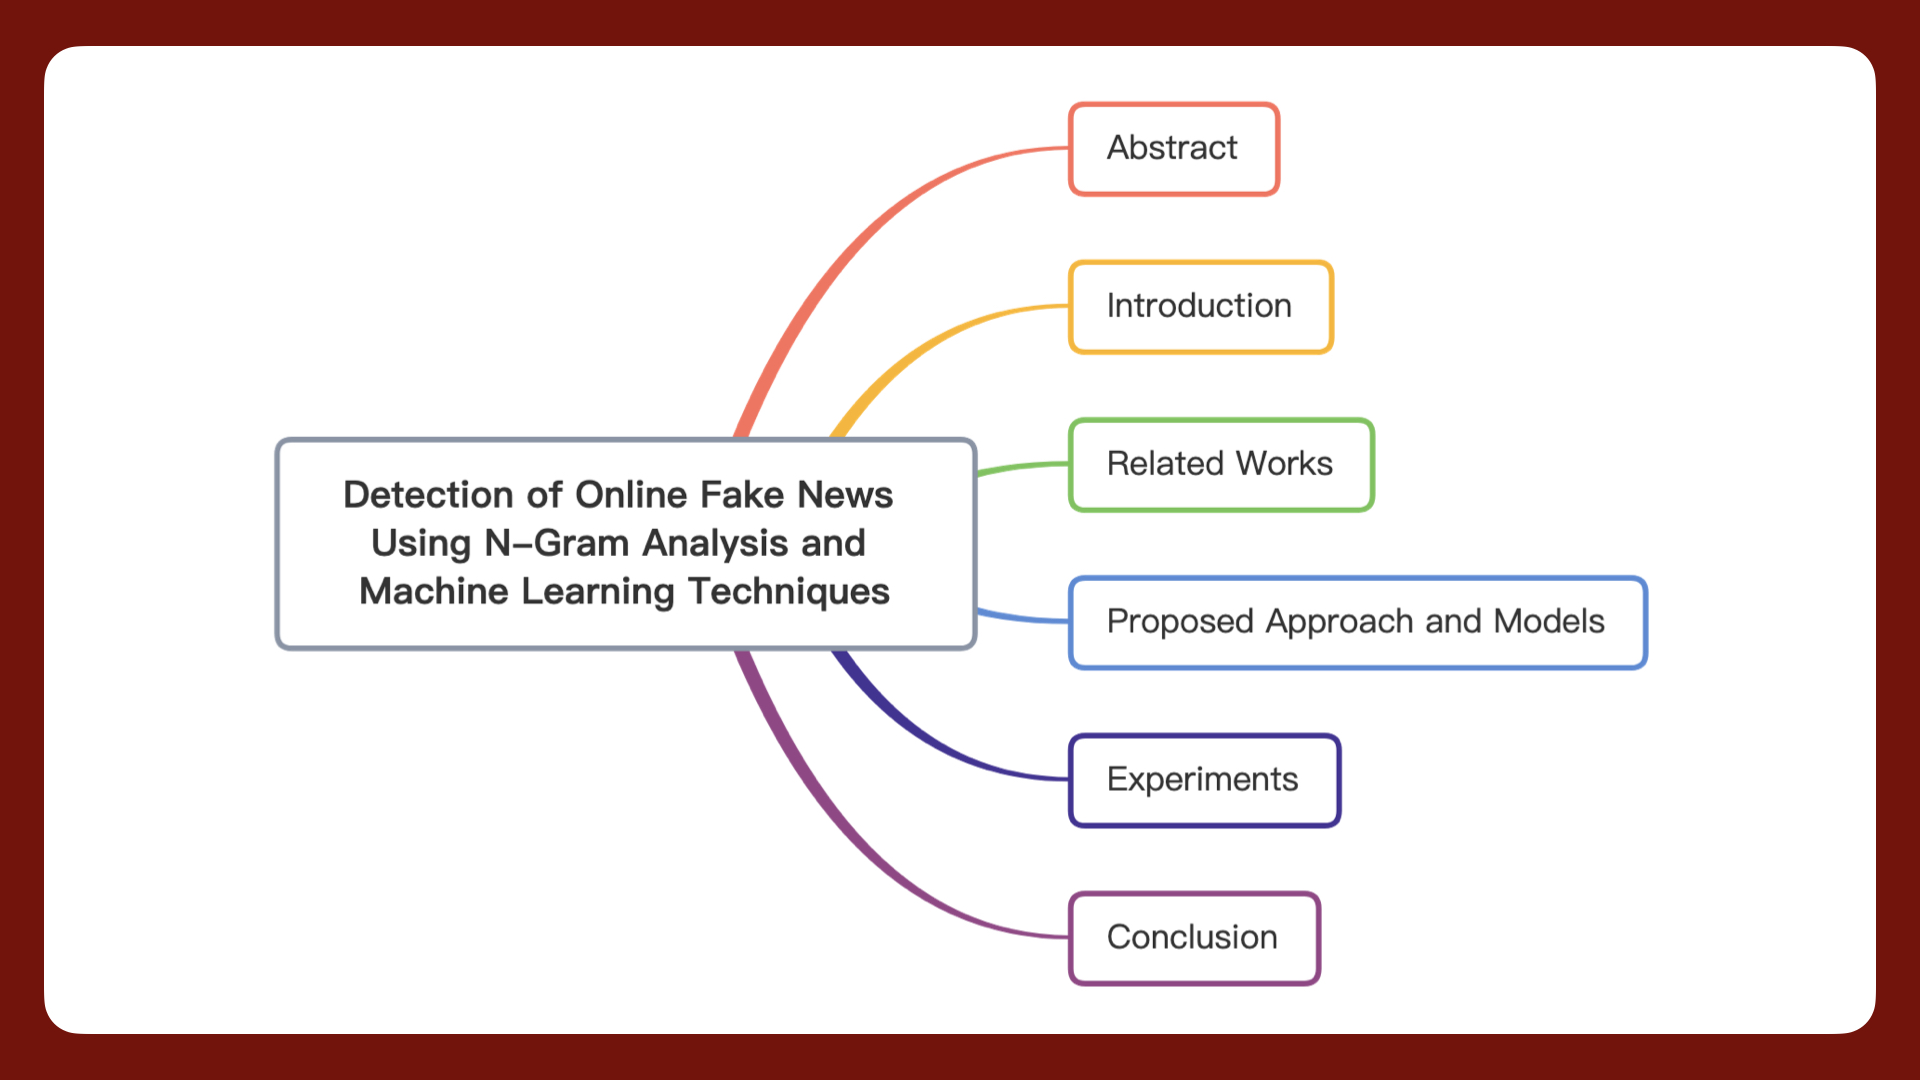 Abstract
Introduction
Related Works
Detection of Online Fake News
Using N–Gram Analysis and
Machine Learning Techniques
Proposed Approach and Models
Experiments
Conclusion